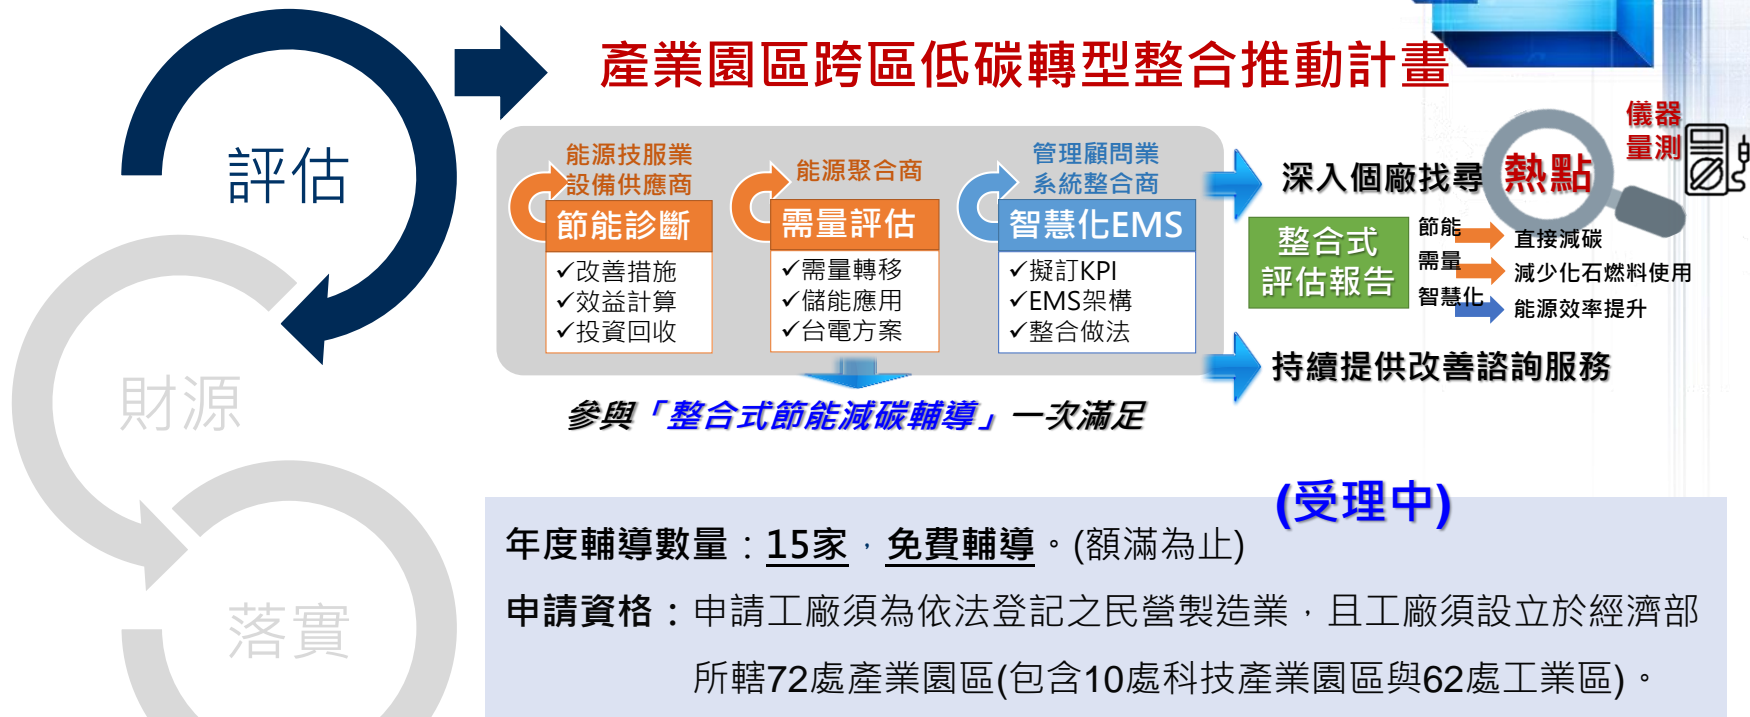 產業園區跨區低碳轉型整合推動計畫
評估
財源
落實
能源技服業
設備供應商
節能診斷
✓改善措施
✓效益計算
✓投資回收
能源聚合商
需量評估
✓需量轉移
✓儲能應用
✓台電方案
管理顧問業
系統整合商
智慧化EMS
✓擬訂KPI
✓EMS架構
✓整合做法
參與「整合式節能減碳輔導」一次滿足
深入個廠找尋 熱點
儀器
量測
整合式
評估報告
節能 直接減碳
需量 減少化石燃料使用
智慧化 能源效率提升
持續提供改善諮詢服務
(受理中)
年度輔導數量：15家，免費輔導。(額滿為止)
申請資格：申請工廠須為依法登記之民營製造業，且工廠須設立於經濟部
所轄72處產業園區(包含10處科技產業園區與62處工業區)。